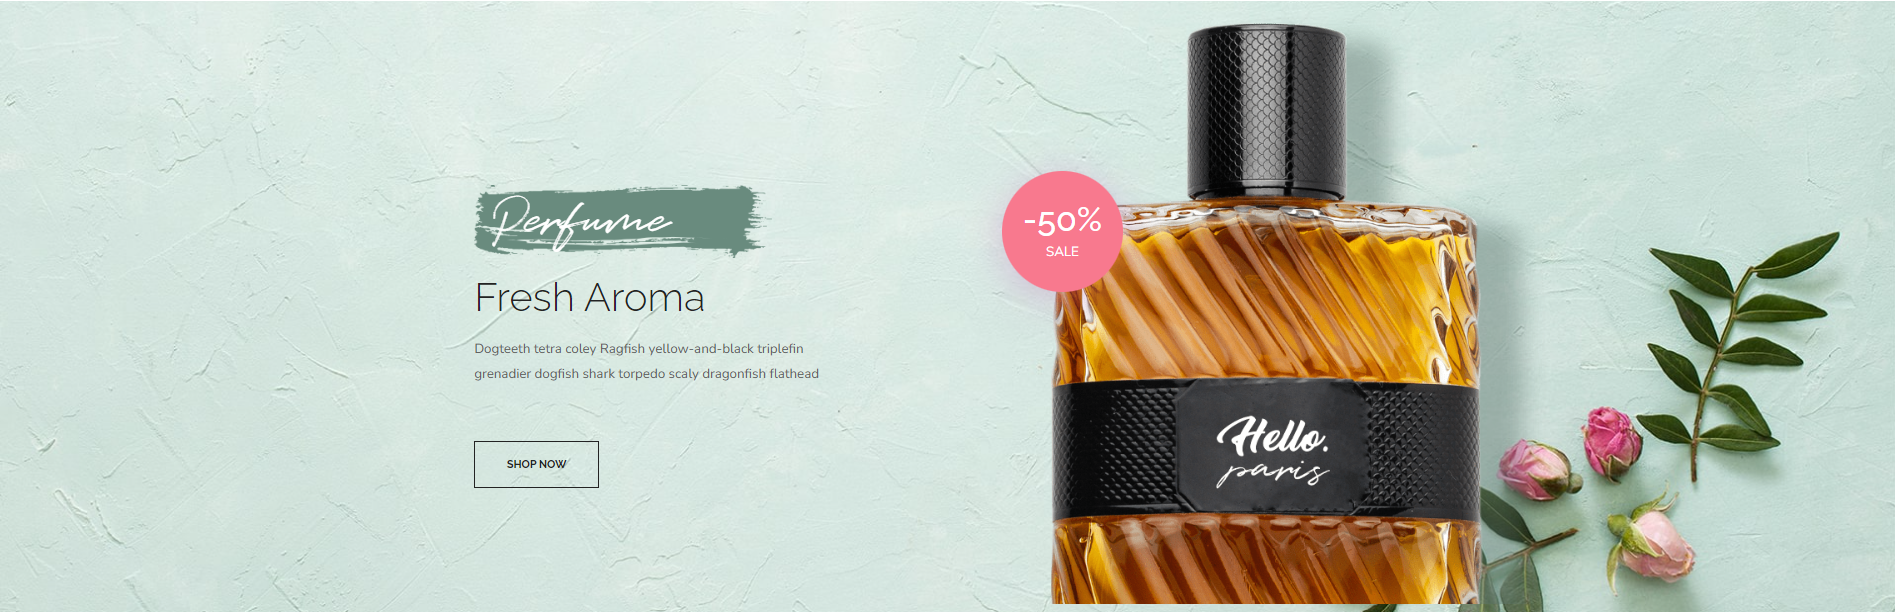 Perfume
Fresh Aroma
Dogteeth tetra coley Ragfish yellow-and-black triplefin
grenadier dogfish shark torpedo scaly dragonfish flathead
SHOP NOW
-50%
SALE
Hello.
paris